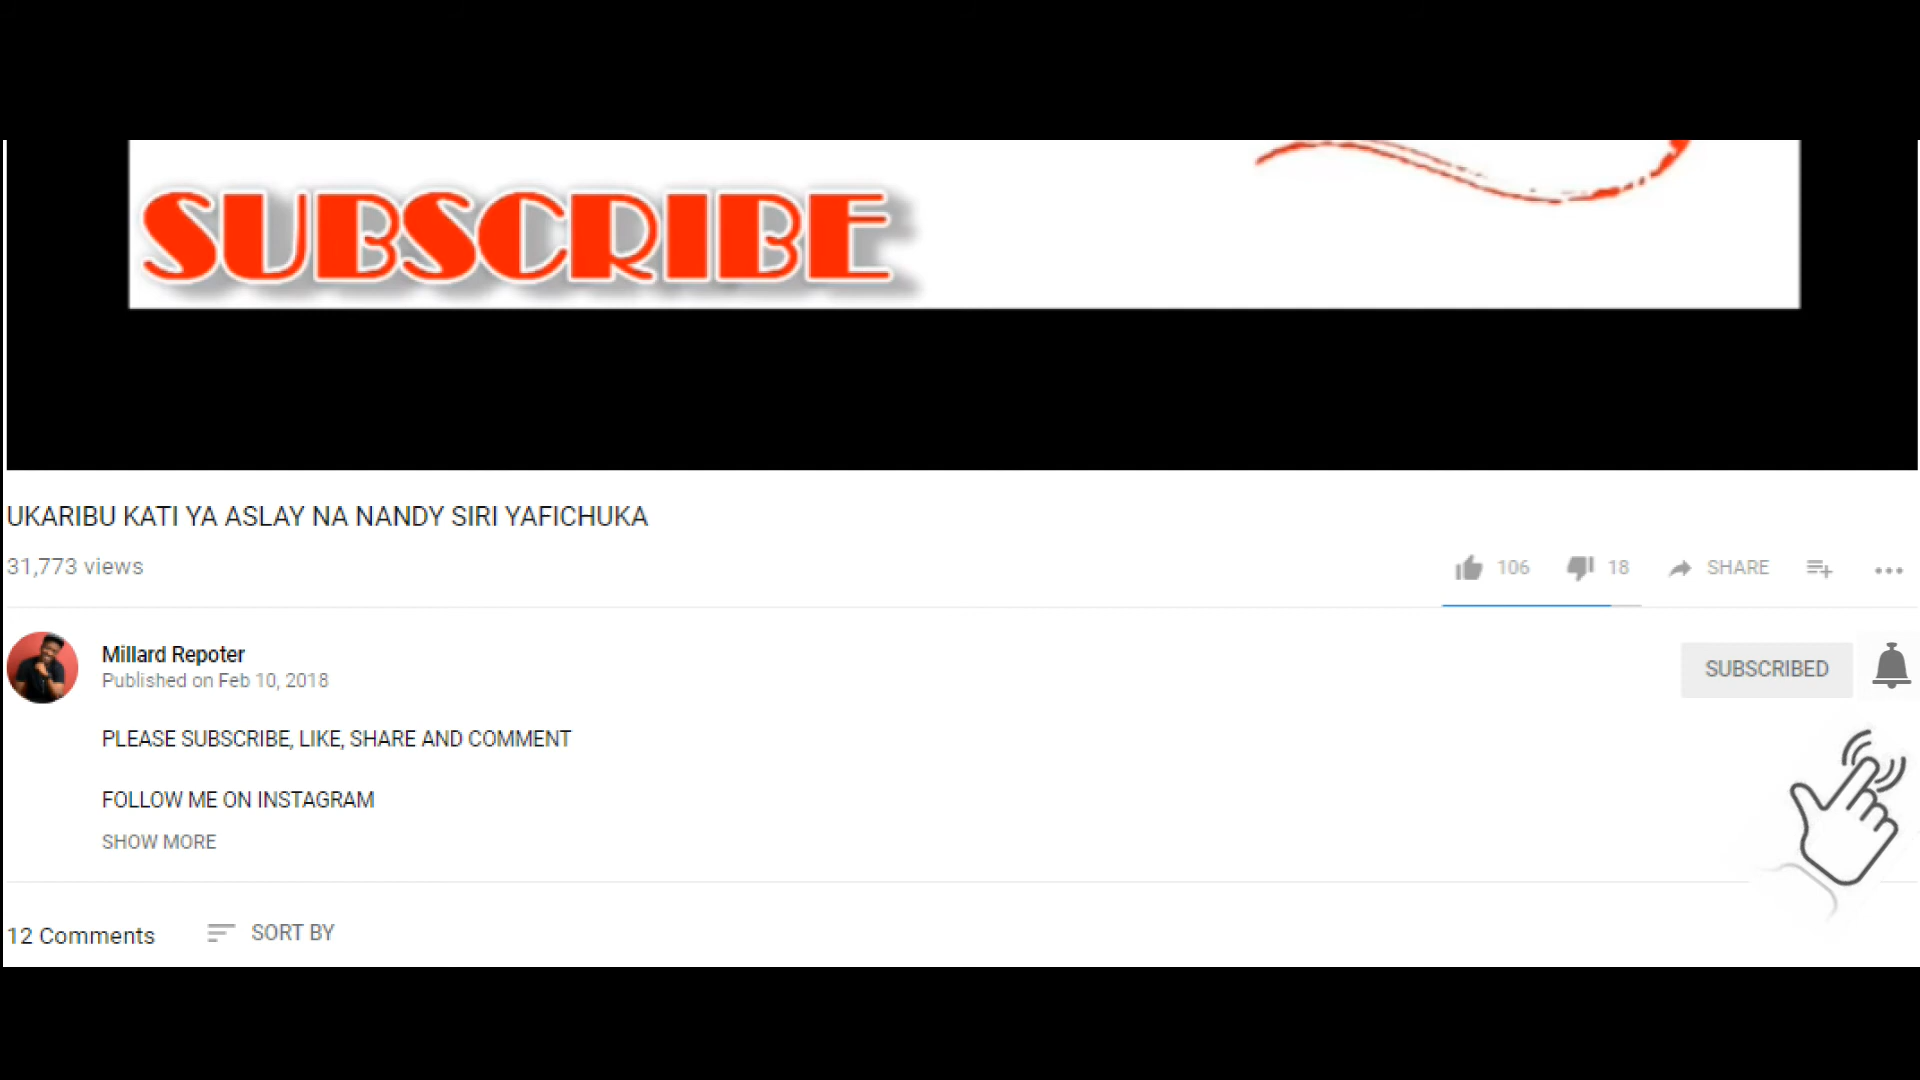 SUBSCRIBE
UKARIBU KATI YA ASLAY NA NANDY SIRI YAFICHUKA
31,773 views
106 18 SHARE
Millard Repoter
Published on Feb 10, 2018
SUBSCRIBED
PLEASE SUBSCRIBE, LIKE, SHARE AND COMMENT
FOLLOW ME ON INSTAGRAM
SHOW MORE
12 Comments SORT BY